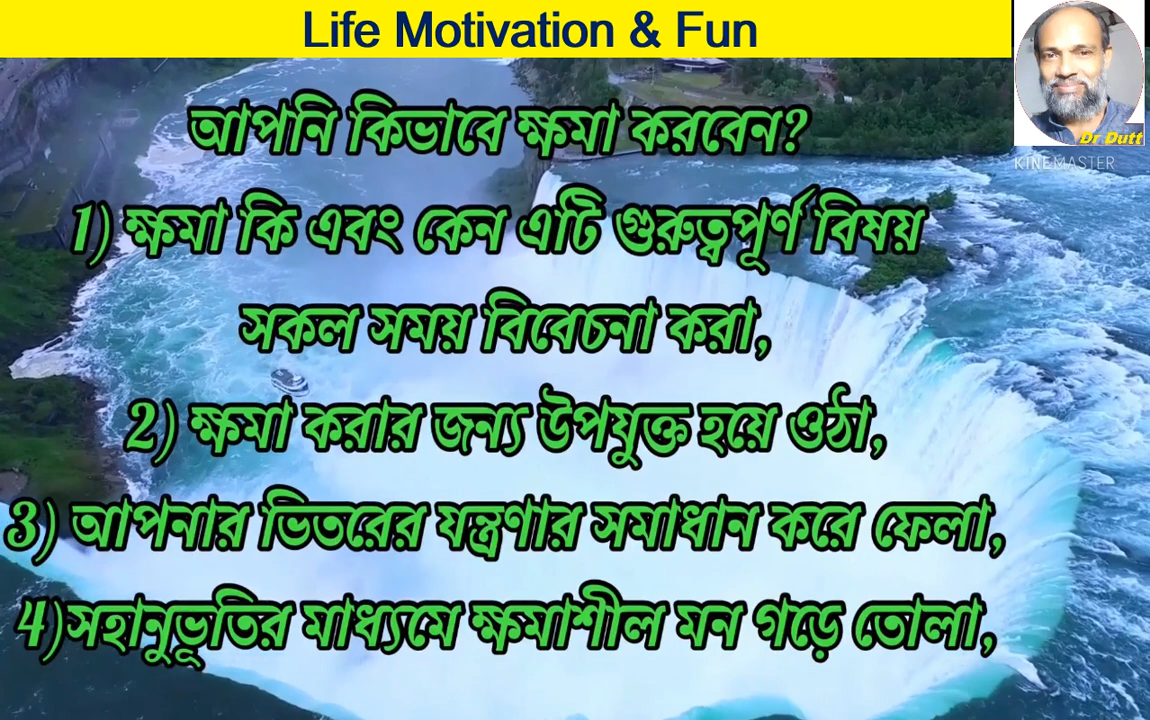 Life Motivation & Fun
Dr Dutt
KINEMASTER
আপনি কিভাবে ক্ষমা করবেন?
1) ক্ষমা কি এবং কেন এটি গুরুত্বপূর্ণ বিষয়
সকল সময় বিবেচনা করা,
2) ক্ষমা করার জন্য উপযুক্ত হয়ে ওঠা,
3) আপনার ভিতরের যন্ত্রণার সমাধান করে ফেলা,
4)সহানুভূতির মাধ্যমে ক্ষমাশীল মন গড়ে তোলা,